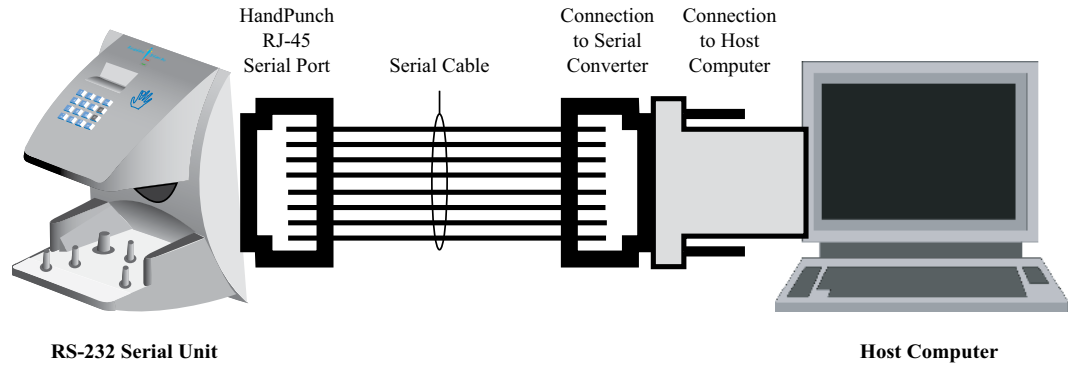 HandPunch
RJ-45
Serial Port
Serial Cable
Connection
to Serial
Converter
Connection
to Host
Computer
RS-232 Serial Unit
Host Computer